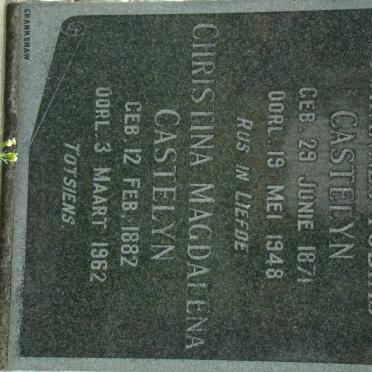 CASTELYN
GEB. 29 JUNIE 1871
OORL. 19 MEI 1948
RUS IN LIEFDE
CHRISTINA MAGDALENA
CASTELYN
GEB. 12 FEB. 1882
OORL. 3 MAART 1962
TOTSIENS
CRANKSHAW